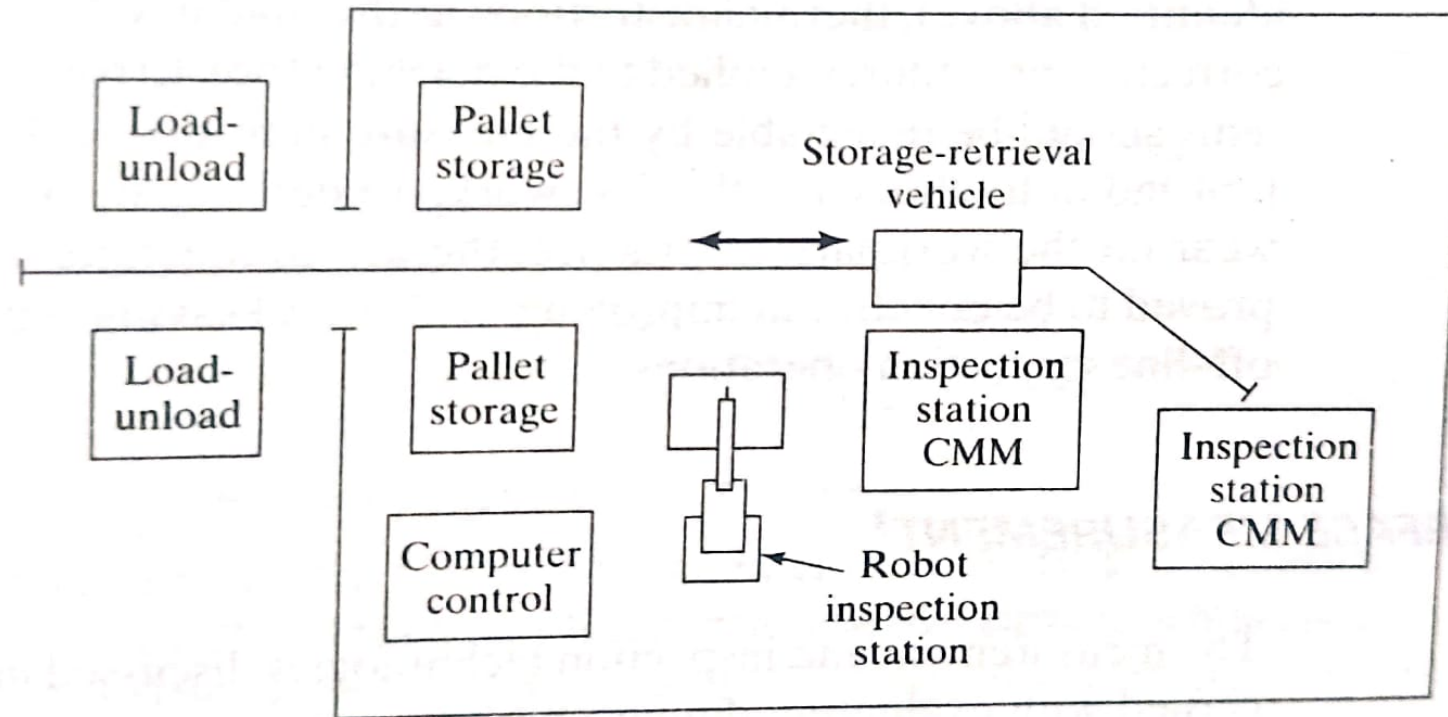 Load-
unload
Pallet
storage
Storage-retrieval
vehicle
Load-
unload
Pallet
storage
Inspection
station
CMM
Inspection
station
CMM
Computer
control
Robot
inspection
station